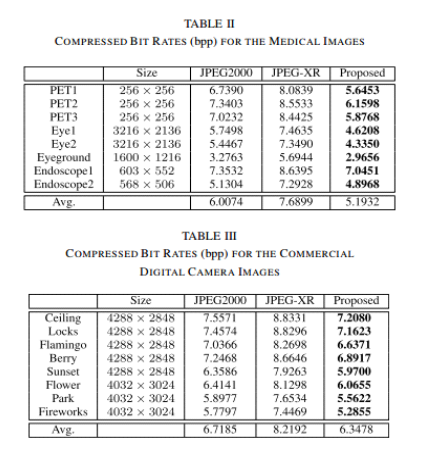 TABLE II
COMPRESSED BIT RATES (bpp) FOR THE MEDICAL IMAGES
Size JPEG2000 JPEG-XR Proposed
PET1 256 × 256 6.7390 8.0839 5.6453
PET2 256 × 256 7.3403 8.5533 6.1598
PET3 256 × 256 7.0232 8.4425 5.8768
Eye1 3216 × 2136 5.7498 7.4635 4.6208
Eye2 3216 × 2136 5.4467 7.3490 4.3350
Eyeground 1600 × 1216 3.2763 5.6944 2.9656
Endoscope1 603 × 552 7.3532 8.6395 7.0451
Endoscope2 568 × 506 5.1304 7.2928 4.8968
Avg. 6.0074 7.6899 5.1932
TABLE III
COMPRESSED BIT RATES (bpp) FOR THE COMMERCIAL
DIGITAL CAMERA IMAGES
Size JPEG2000 JPEG-XR Proposed
Ceiling 4288 × 2848 7.5571 8.8331 7.2080
Locks 4288 × 2848 7.4574 8.8296 7.1623
Flamingo 4288 × 2848 7.0366 8.2698 6.6371
Berry 4288 × 2848 7.2468 8.6646 6.8917
Sunset 4288 × 2848 6.3586 7.9263 5.9700
Flower 4032 × 3024 6.4141 8.1298 6.0655
Park 4032 × 3024 5.8977 7.6534 5.5622
Fireworks 4032 × 3024 5.7797 7.4469 5.2855
Avg. 6.7185 8.2192 6.3478